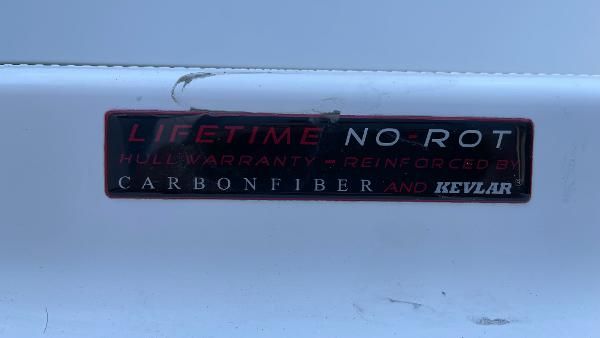 LIFETIME NO-ROT
HULL WARRANTY - REINFORCED BY
CARBONFIBER AND KEVLAR